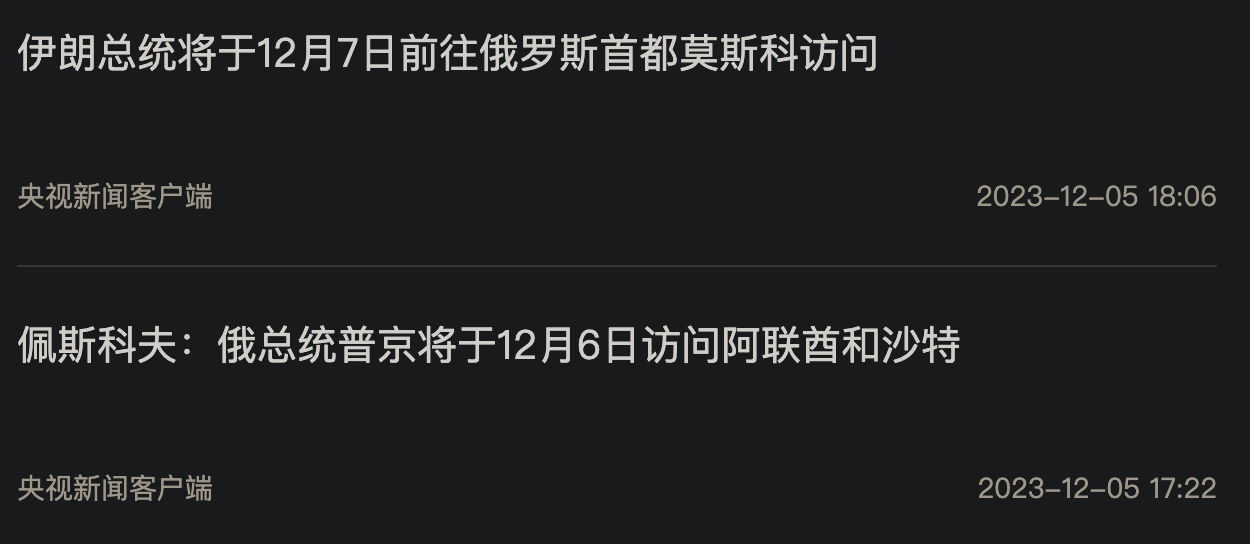 伊朗总统将于12月7日前往俄罗斯首都莫斯科访问
央视新闻客户端 2023-12-05 18:06
佩斯科夫：俄总统普京将于12月6日访问阿联酋和沙特
央视新闻客户端 2023-12-05 17:22